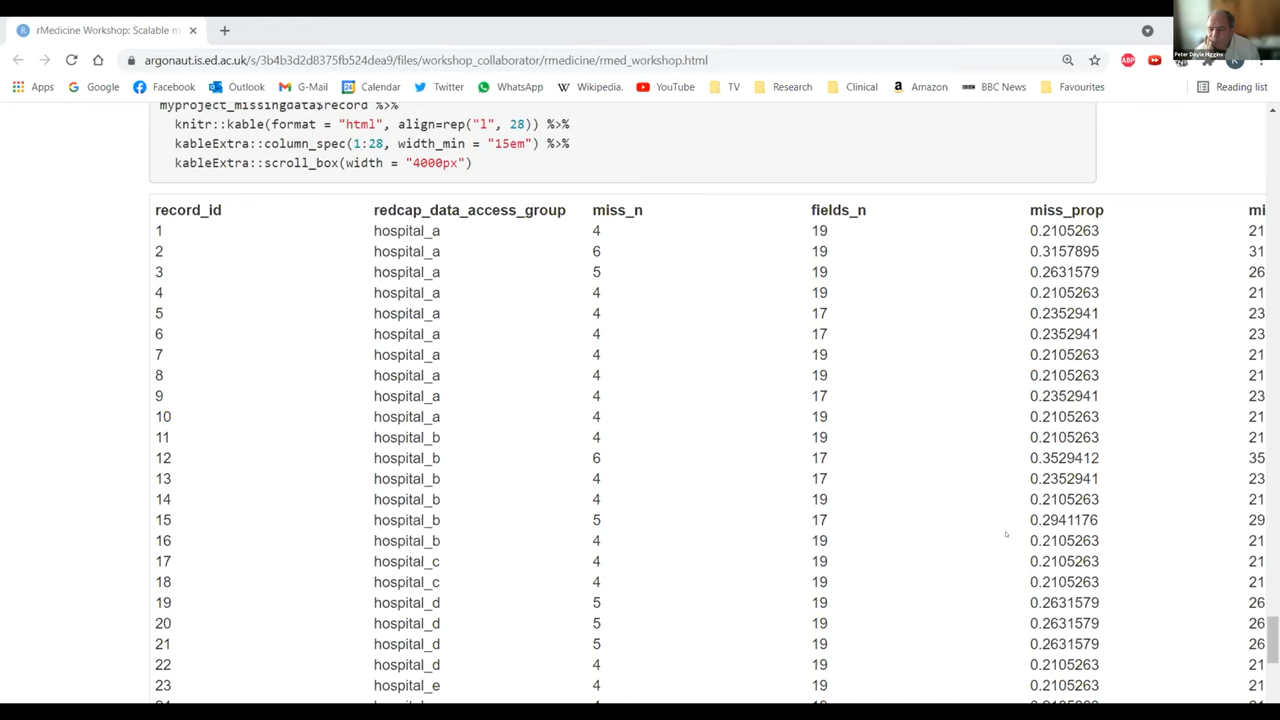 rMedicine Workshop: Scalable m
argonaut.is.ed.ac.uk/s/3b4b3d2d8375fb524dea9/files/workshop_collaborator/rmedicine/rmed_workshop.html
Peter Doyle Higgins
ABP
R
Apps Google Facebook Outlook G-Mail Calendar WhatsApp Wikipedia. YouTube TV Research Clinical Amazon BBC News Favourites Reading list
myproject_missingdata$record %>%
knitr::kable(format = "html", align=rep("l", 28)) %>%
kableExtra::column_spec(1:28, width_min = "15em") %>%
kableExtra::scroll_box(width = "4000px")
record_id redcap_data_access_group miss_n fields_n miss_prop mi
1 hospital_a 4 19 0.2105263 21
2 hospital_a 6 19 0.3157895 31
3 hospital_a 5 19 0.2631579 26
4 hospital_a 4 19 0.2105263 21
5 hospital_a 4 17 0.2352941 23
6 hospital_a 4 17 0.2352941 23
7 hospital_a 4 19 0.2105263 21
8 hospital_a 4 19 0.2105263 21
9 hospital_a 4 17 0.2352941 23
10 hospital_a 4 19 0.2105263 21
11 hospital_b 4 19 0.2105263 21
12 hospital_b 6 17 0.3529412 35
13 hospital_b 4 17 0.2352941 23
14 hospital_b 4 19 0.2105263 21
15 hospital_b 5 17 0.2941176 29
16 hospital_b 4 19 0.2105263 21
17 hospital_c 4 19 0.2105263 21
18 hospital_c 4 19 0.2105263 21
19 hospital_d 5 19 0.2631579 26
20 hospital_d 5 19 0.2631579 26
21 hospital_d 5 19 0.2631579 26
22 hospital_d 4 19 0.2105263 21
23 hospital_e 4 19 0.2105263 21